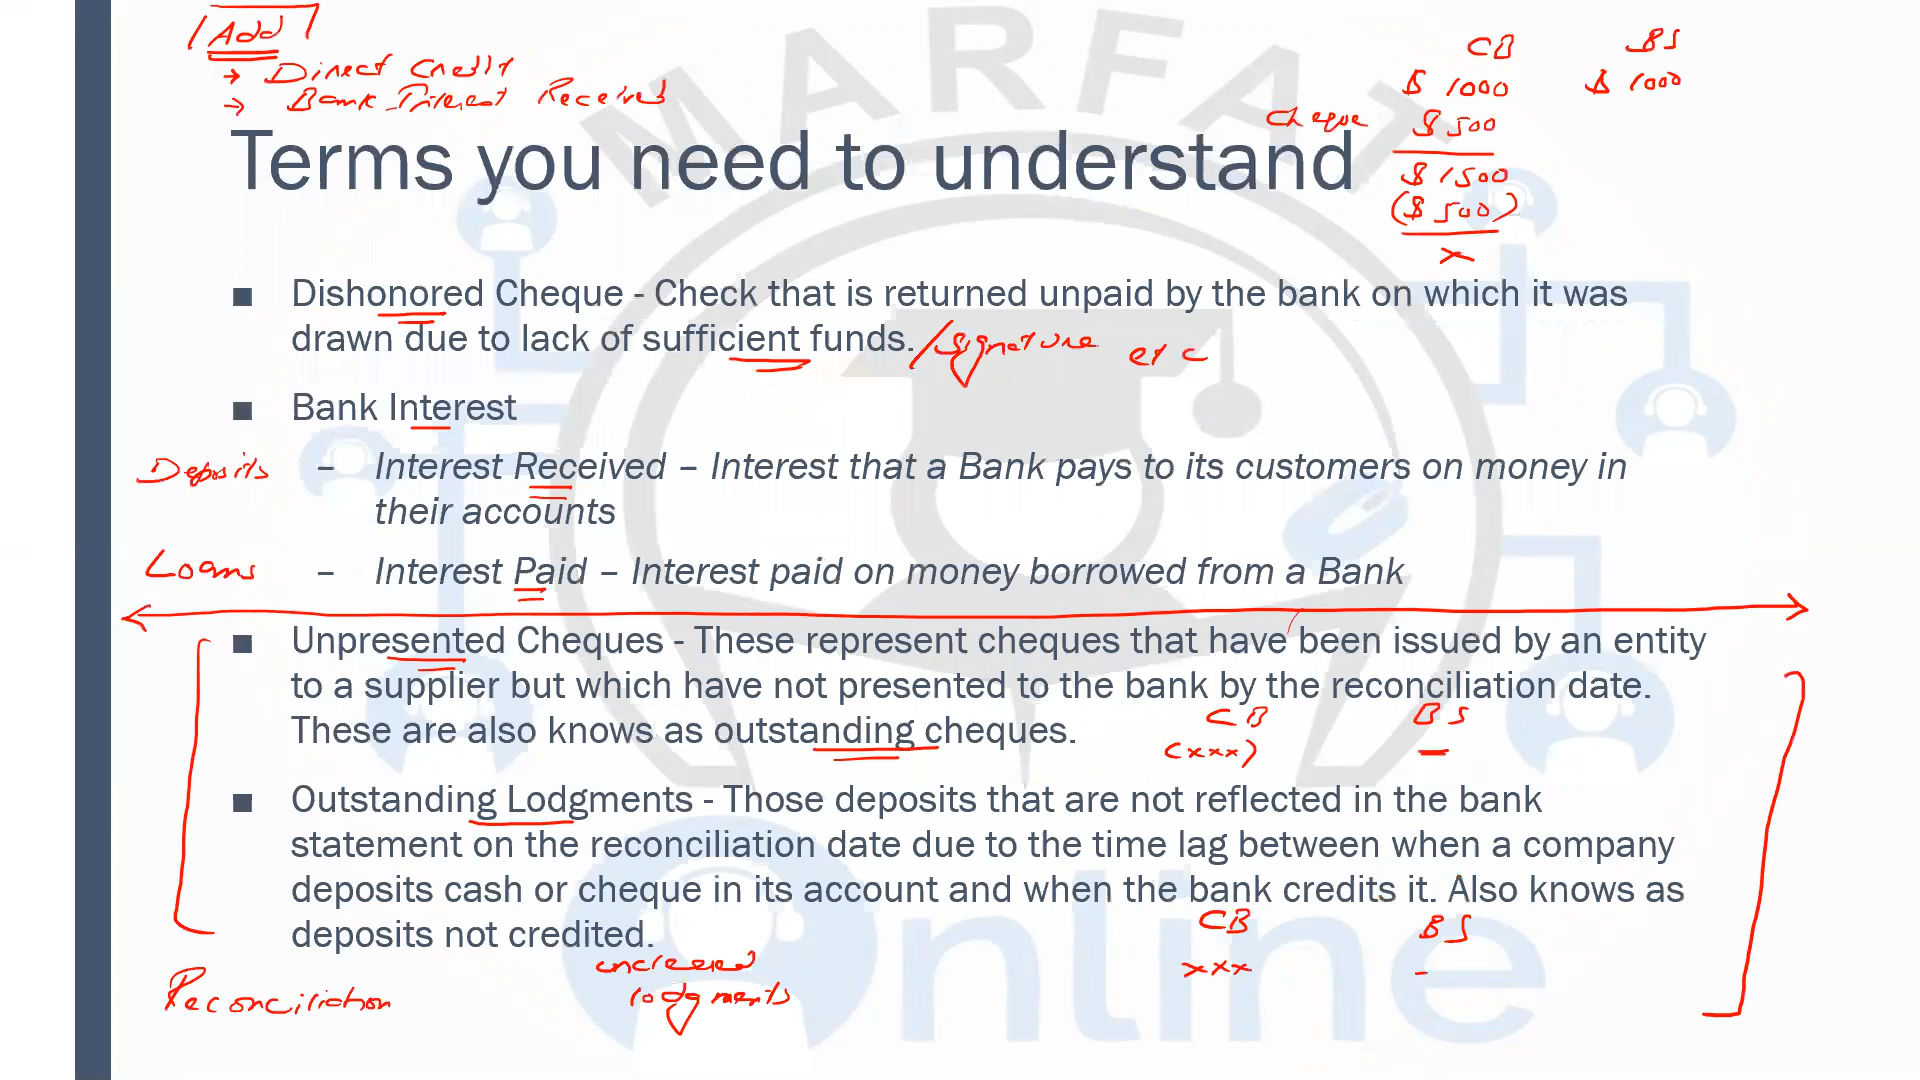 Add
→ Direct Credit
→ Bank Interest Received
CB BS
$ 1000 $ 1000
cheque $ 500
$ 1500
($ 500)
x
MARFAT
Terms you need to understand
■ Dishonored Cheque - Check that is returned unpaid by the bank on which it was
drawn due to lack of sufficient funds. /signature etc
■ Bank Interest
Deposits – Interest Received – Interest that a Bank pays to its customers on money in
their accounts
Loans – Interest Paid – Interest paid on money borrowed from a Bank
■ Unpresented Cheques - These represent cheques that have been issued by an entity
to a supplier but which have not presented to the bank by the reconciliation date.
These are also knows as outstanding cheques.
CB BS
(xxx) –
■ Outstanding Lodgments - Those deposits that are not reflected in the bank
statement on the reconciliation date due to the time lag between when a company
deposits cash or cheque in its account and when the bank credits it. Also knows as
deposits not credited.
CB BS
xxx -
lodgments
Reconciliation
Online